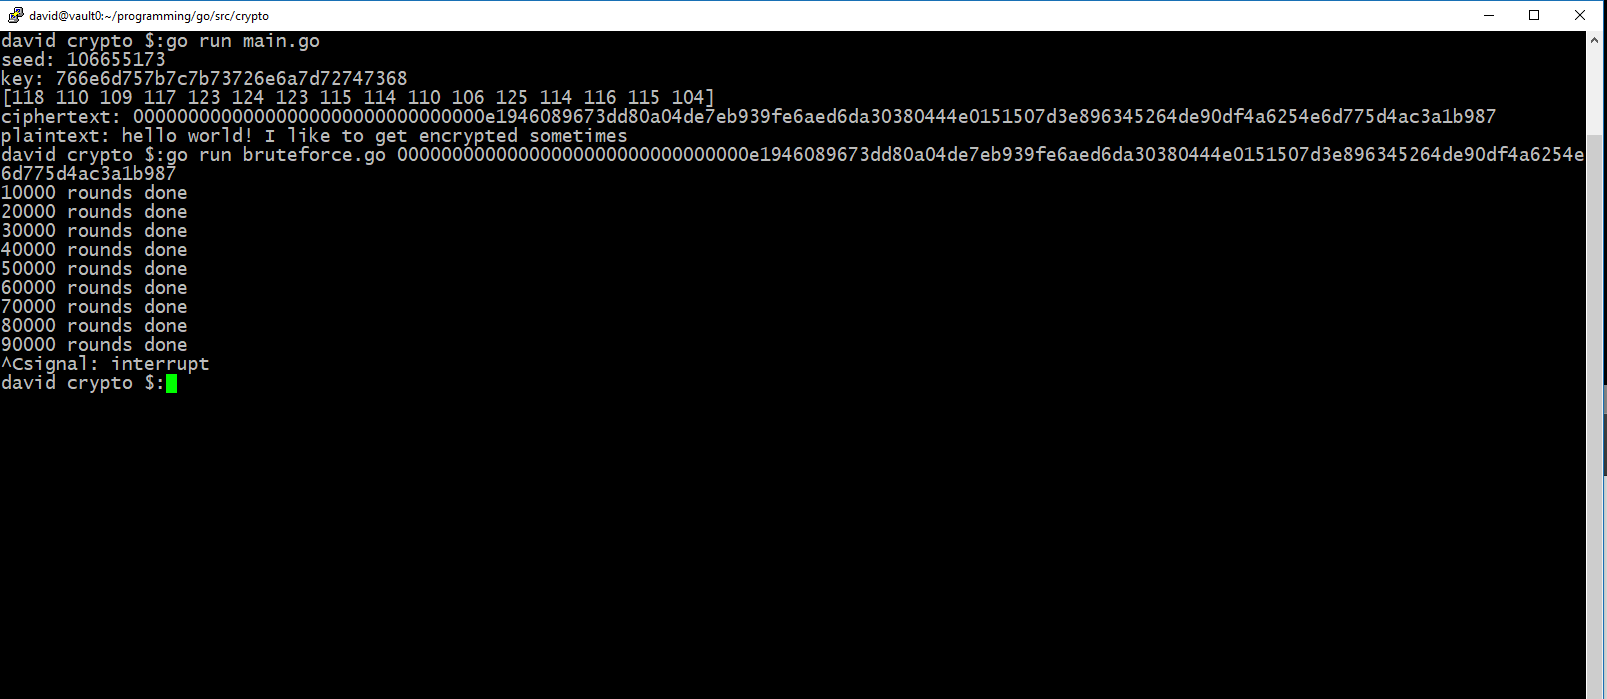 david@vault0:~/programming/go/src/crypto
david crypto $:go run main.go
seed: 106655173
key: 766e6d757b7c7b73726e6a7d72747368
[118 110 109 117 123 124 123 115 114 110 106 125 114 116 115 104]
ciphertext: 00000000000000000000000000000000e1946089673dd80a04de7eb939fe6aed6da30380444e0151507d3e896345264de90df4a6254e6d775d4ac3a1b987
plaintext: hello world! I like to get encrypted sometimes
david crypto $:go run bruteforce.go 00000000000000000000000000000000e1946089673dd80a04de7eb939fe6aed6da30380444e0151507d3e896345264de90df4a6254e
6d775d4ac3a1b987
10000 rounds done
20000 rounds done
30000 rounds done
40000 rounds done
50000 rounds done
60000 rounds done
70000 rounds done
80000 rounds done
90000 rounds done
^Csignal: interrupt
david crypto $: